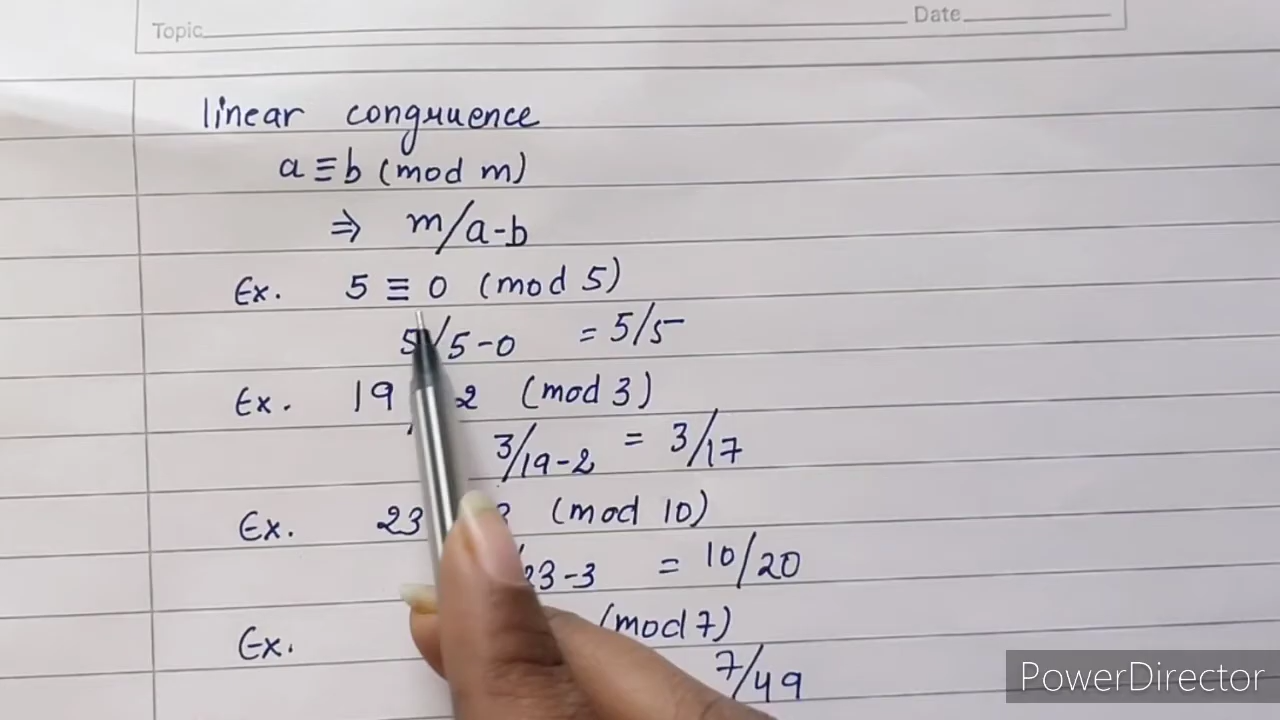 Topic Date
linear congruence
a ≡ b (mod m)
⇒ m/a-b
Ex. 5 ≡ 0 (mod 5)
5/5-0 = 5/5
Ex. 19 2 (mod 3)
3/19-2 = 3/17
Ex. 23 (mod 10)
/23-3 = 10/20
Ex. (mod 7)
7/49
PowerDirector